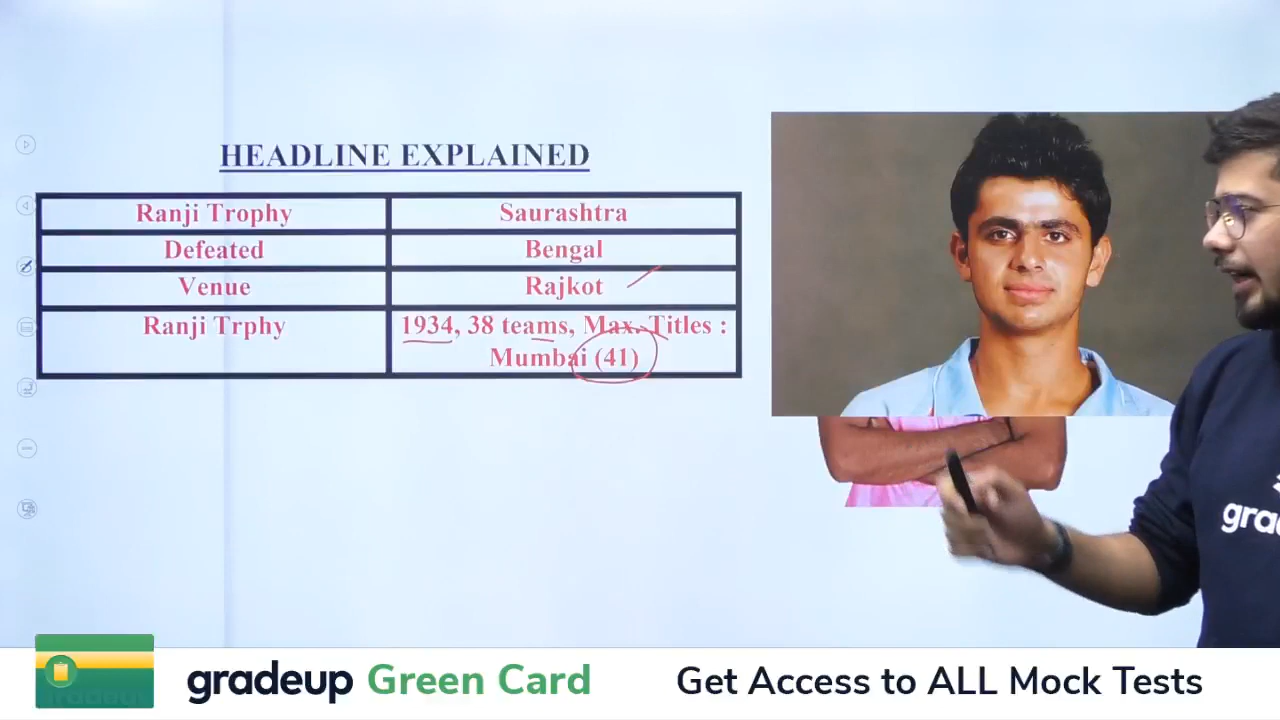 HEADLINE EXPLAINED
Ranji Trophy Saurashtra
Defeated Bengal
Venue Rajkot
Ranji Trphy 1934, 38 teams, Max. Titles :
Mumbai (41)
gradeup Green Card
Get Access to ALL Mock Tests